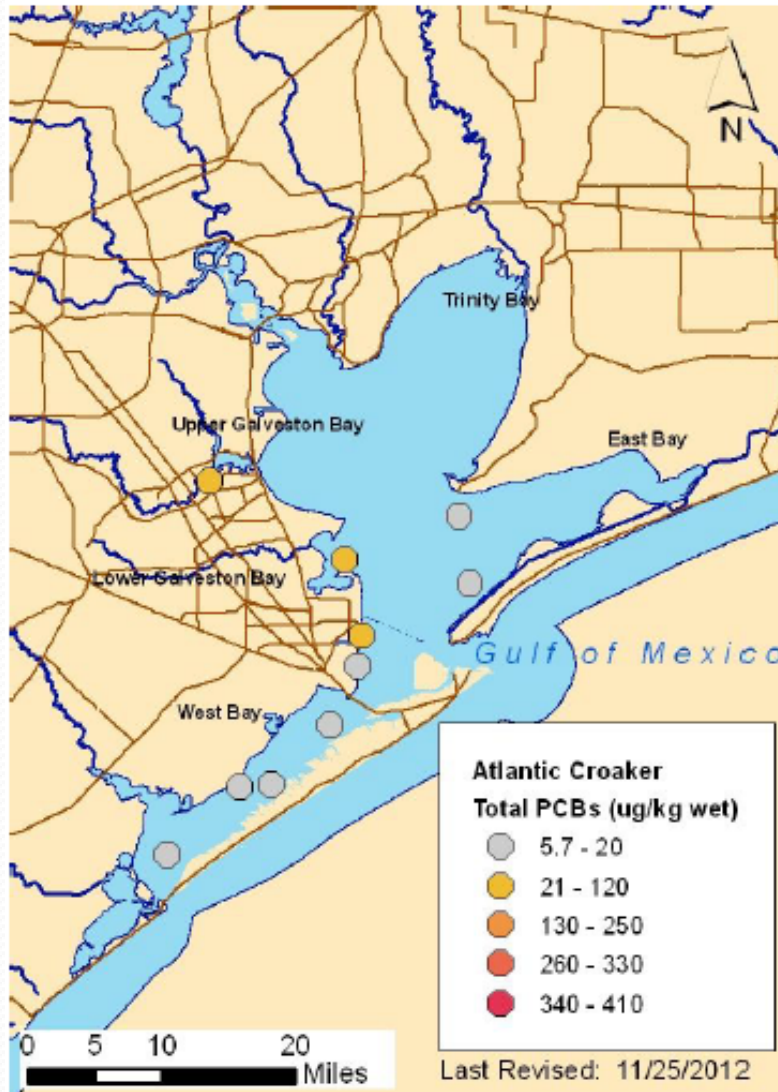 N
Trinity Bay
Upper Galveston Bay
East Bay
Lower Galveston Bay
Gulf of Mexico
West Bay
Atlantic Croaker
Total PCBs (ug/kg wet)
5.7 - 20
21 - 120
130 - 250
260 - 330
340 - 410
0 5 10 20
Miles
Last Revised: 11/25/2012